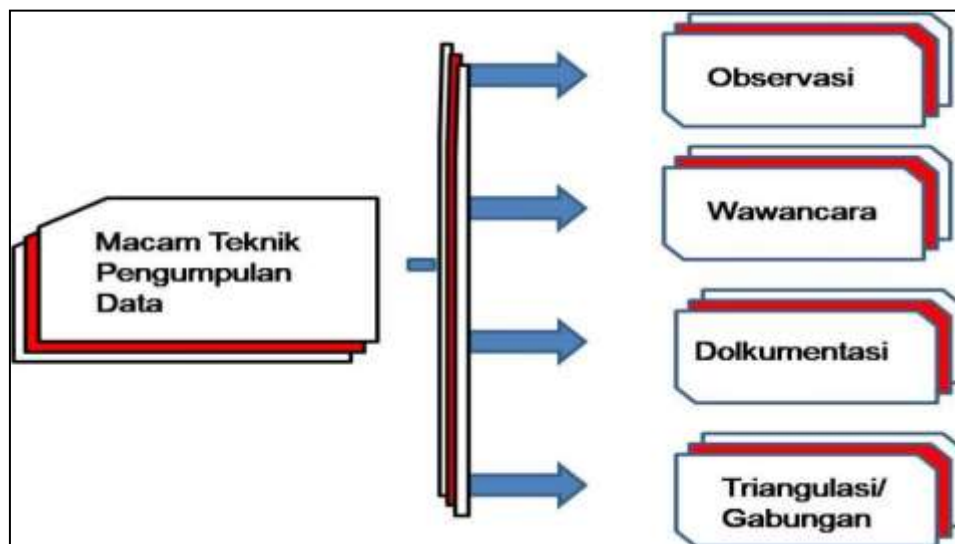 Macam Teknik
Pengumpulan
Data
Observasi
Wawancara
Dolkumentasi
Triangulasi/
Gabungan